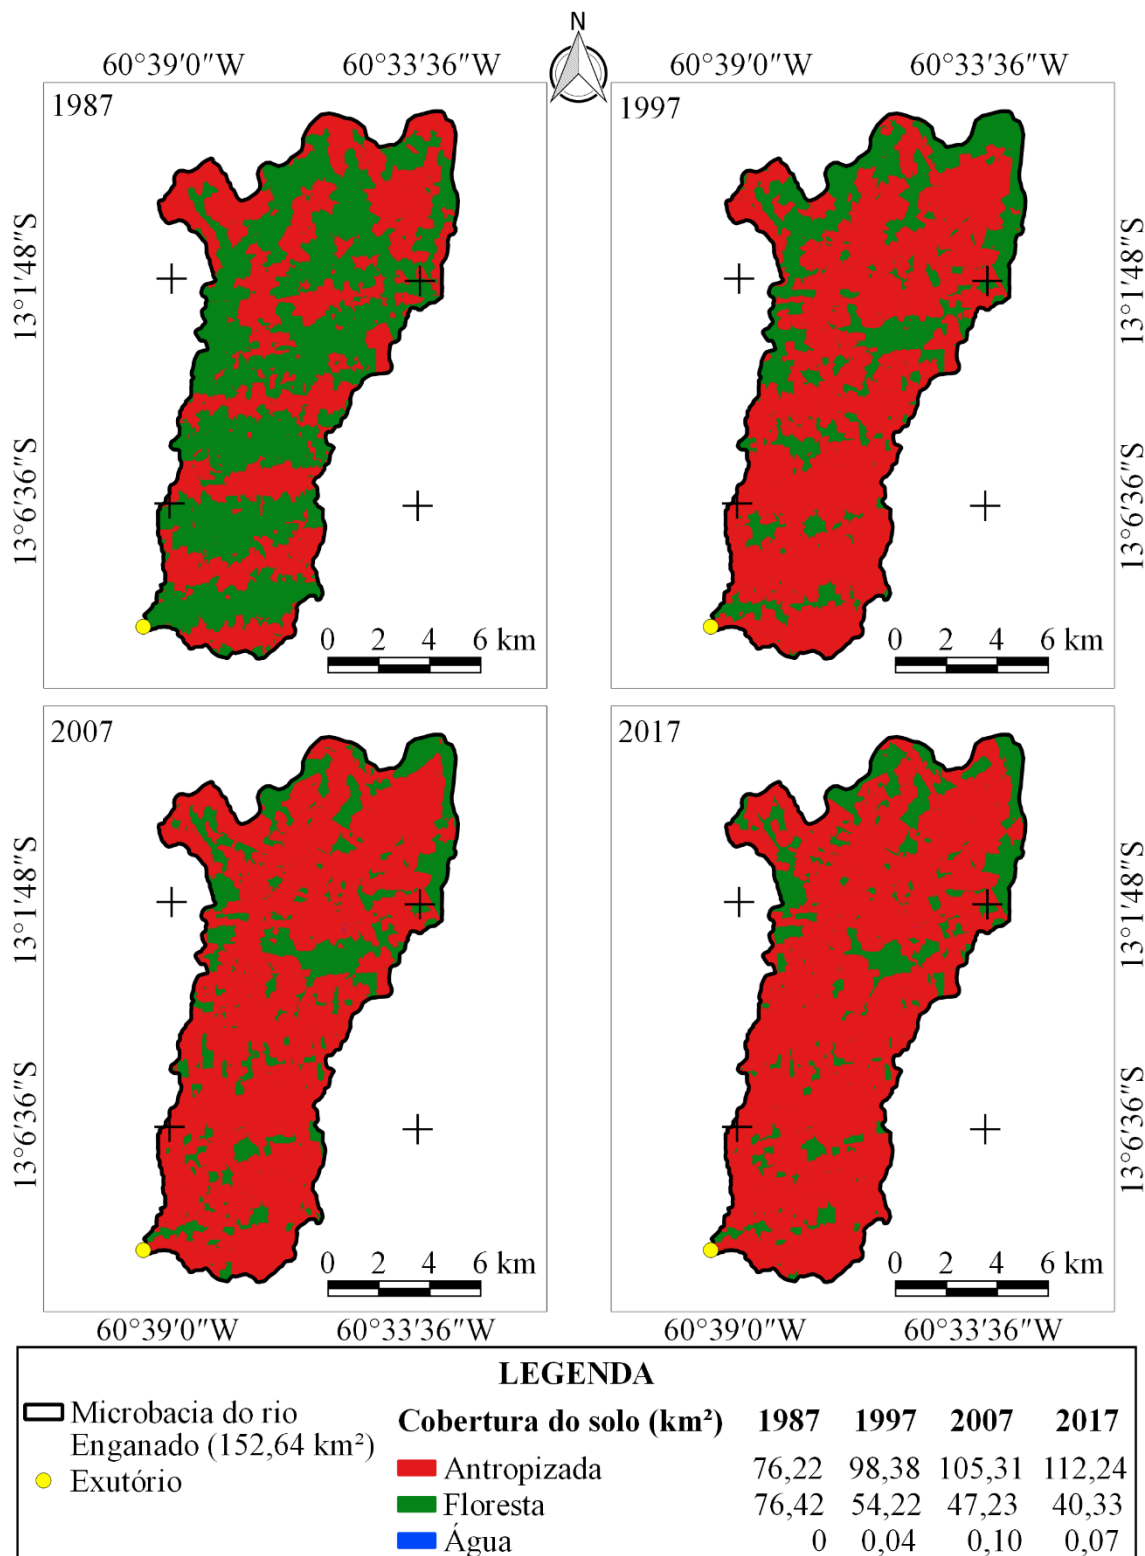 N
60°39'0"W 60°33'36"W 60°39'0"W 60°33'36"W
1987 1997
13°1'48"S 13°1'48"S
13°6'36"S 13°6'36"S
0 2 4 6 km 0 2 4 6 km
2007 2017
13°1'48"S 13°1'48"S
13°6'36"S 13°6'36"S
0 2 4 6 km 0 2 4 6 km
60°39'0"W 60°33'36"W 60°39'0"W 60°33'36"W
LEGENDA
Microbacia do rio
Enganado (152,64 km²)
Exutório
Cobertura do solo (km²) 1987 1997 2007 2017
Antropizada 76,22 98,38 105,31 112,24
Floresta 76,42 54,22 47,23 40,33
Água 0 0,04 0,10 0,07